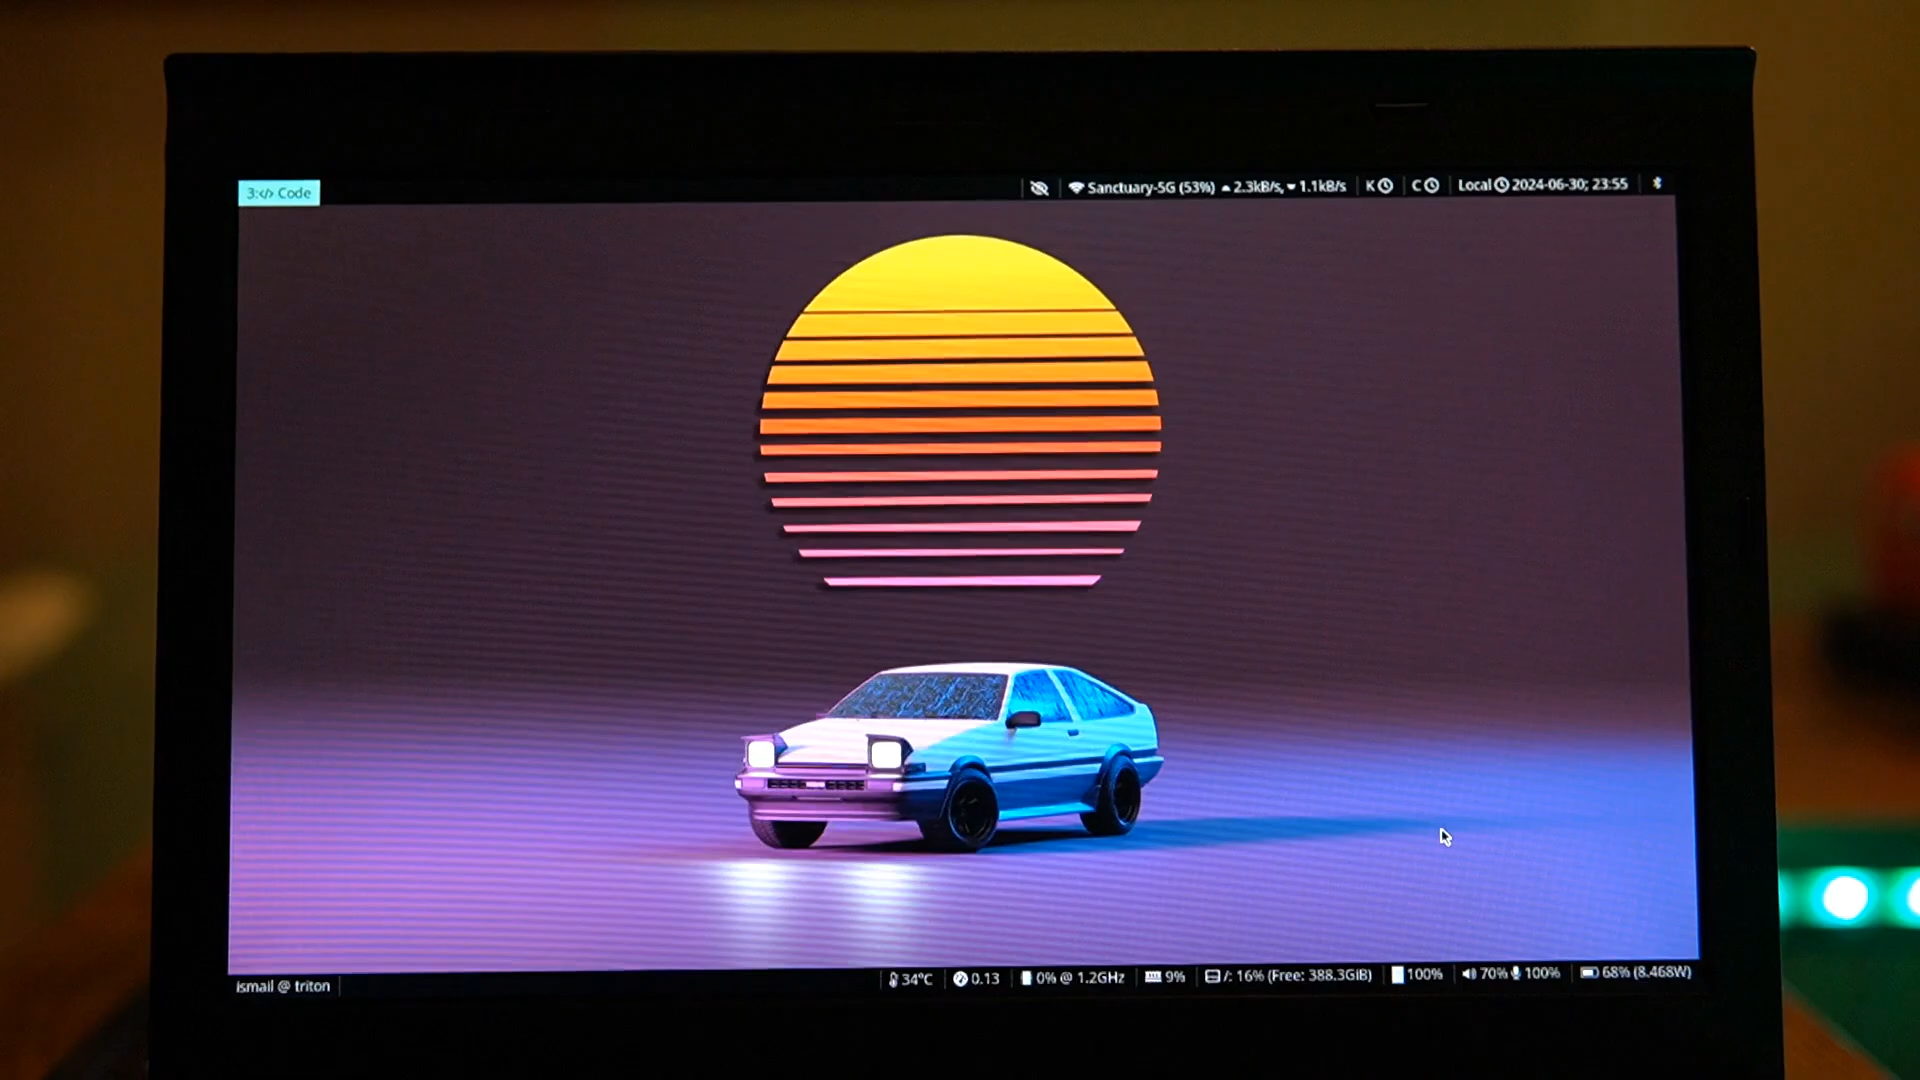 3:</> Code
Sanctuary-5G (53%) 2.3kB/s, 1.1kB/s
K
C
Local 2024-06-30; 23:55
ismail @ triton
34°C
0.13
0% @ 1.2GHz
9%
/: 16% (Free: 388.3GiB)
100%
70% 100%
68% (8.468W)